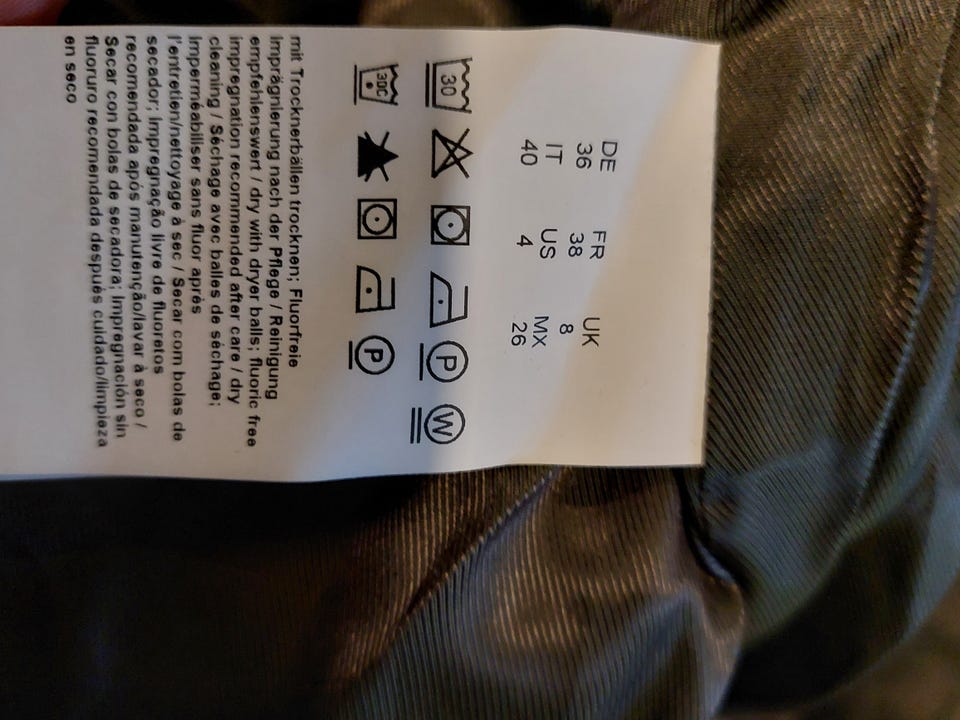 DE FR UK
36 38 8
IT US MX
40 4 26
30 P W
30C P
mit Trocknerbällen trocknen; Fluorfreie
Imprägnierung nach der Pflege / Reinigung
empfehlenswert / dry with dryer balls; fluoric free
impregnation recommended after care / dry
cleaning / Séchage avec balles de séchage;
Imperméabiliser sans fluor après
l'entretien/nettoyage à sec / Secar com bolas de
secador; Impregnação livre de fluoretos
recomendada após manutenção/lavar à seco /
Secar con bolas de secadora; Impregnación sin
fluoruro recomendada después cuidado/limpieza
en seco